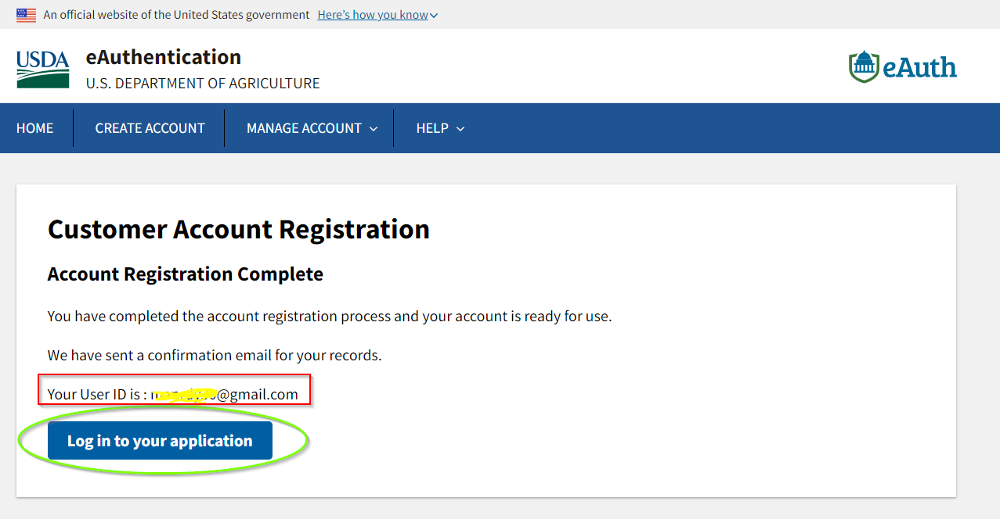 An official website of the United States government Here's how you know
USDA
eAuthentication
U.S. DEPARTMENT OF AGRICULTURE
eAuth
HOME CREATE ACCOUNT MANAGE ACCOUNT HELP
Customer Account Registration
Account Registration Complete
You have completed the account registration process and your account is ready for use.
We have sent a confirmation email for your records.
Your User ID is : @gmail.com
Log in to your application